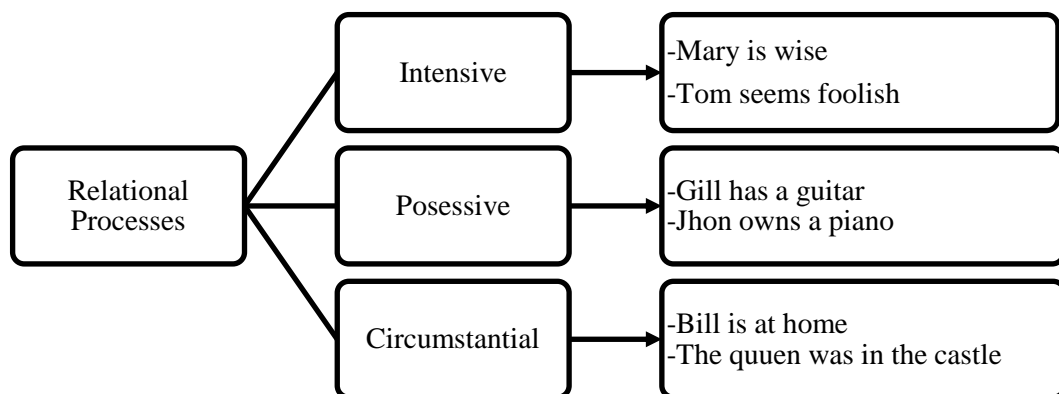 Relational
Processes
Intensive
-Mary is wise
-Tom seems foolish
Posessive
-Gill has a guitar
-Jhon owns a piano
Circumstantial
-Bill is at home
-The quuen was in the castle